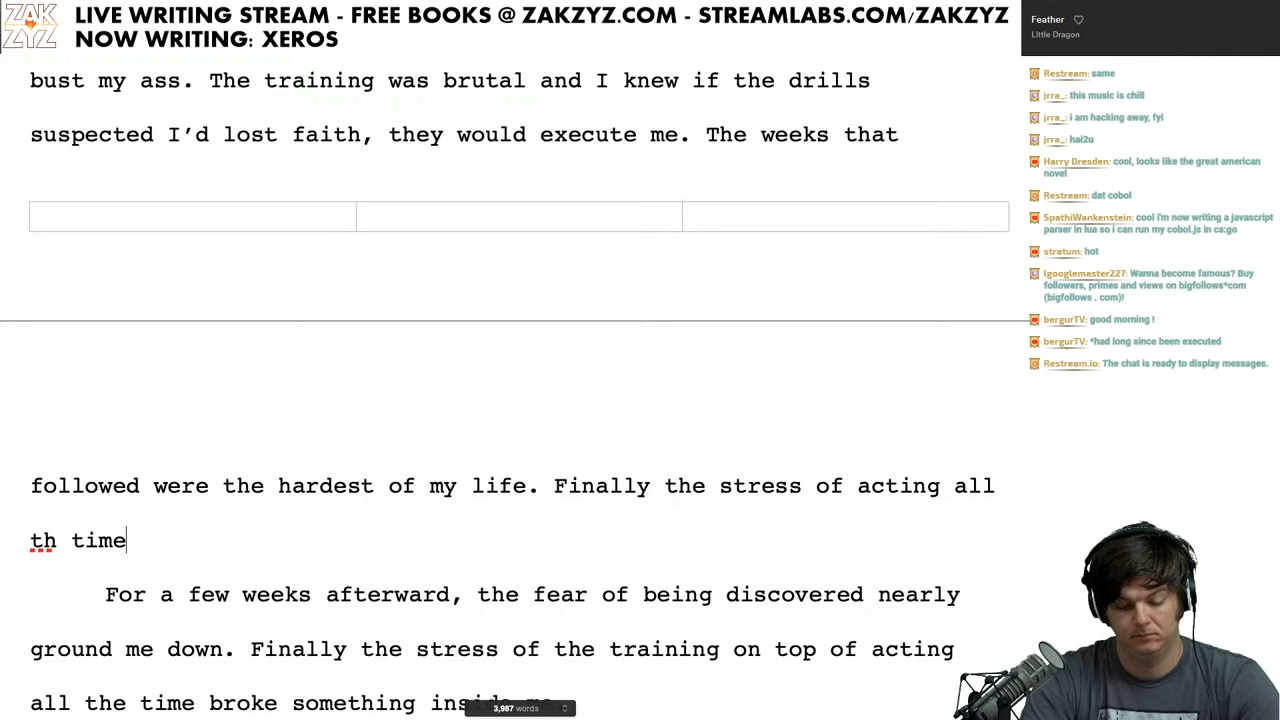 ZAK
ZYZ
LIVE WRITING STREAM - FREE BOOKS @ ZAKZYZ.COM - STREAMLABS.COM/ZAKZYZ
NOW WRITING: XEROS
bust my ass. The training was brutal and I knew if the drills
suspected I’d lost faith, they would execute me. The weeks that
followed were the hardest of my life. Finally the stress of acting all
th time
For a few weeks afterward, the fear of being discovered nearly
ground me down. Finally the stress of the training on top of acting
all the time broke something inside me
3,987 words
Feather
Little Dragon
Restream: same
jrra_: this music is chill
jrra_: i am hacking away, fyi
jrra_: hai2u
Harry Dresden: cool, looks like the great american
novel
Restream: dat cobol
SpathiWankenstein: cool i'm now writing a javascript
parser in lua so i can run my cobol.js in cs:go
stratum: hot
lgooglemaster227: Wanna become famous? Buy
followers, primes and views on bigfollows*com
(bigfollows . com)!
bergurTV: good morning !
bergurTV: *had long since been executed
Restream.io: The chat is ready to display messages.